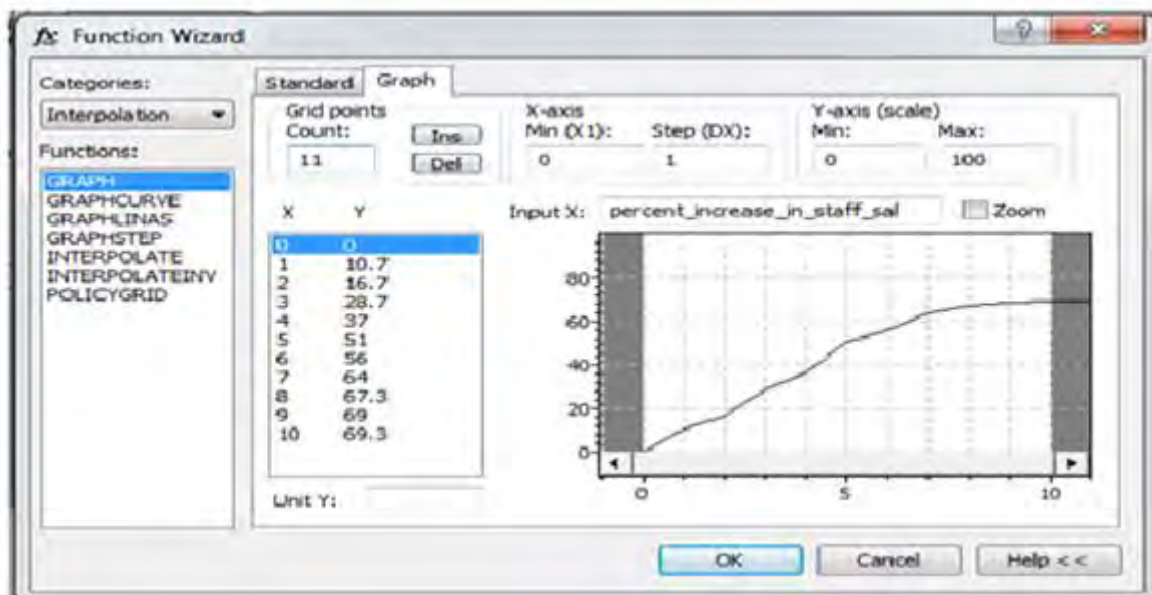 fx Function Wizard
Categories:
Interpolation
Functions:
GRAPH
GRAPHCURVE
GRAPHLINAS
GRAPHSTEP
INTERPOLATE
INTERPOLATEINV
POLICYGRID
Standard Graph
Grid points
Count:
11
Ins
Del
X-axis
Min (X1): Step (DX):
0 1
Y-axis (scale)
Min: Max:
0 100
X Y
0 0
1 10.7
2 16.7
3 28.7
4 37
5 51
6 56
7 64
8 67.3
9 69
10 69.3
Unit Y:
Input X: percent_increase_in_staff_sal Zoom
80
60
40
20
0
0 5 10
OK Cancel Help <<